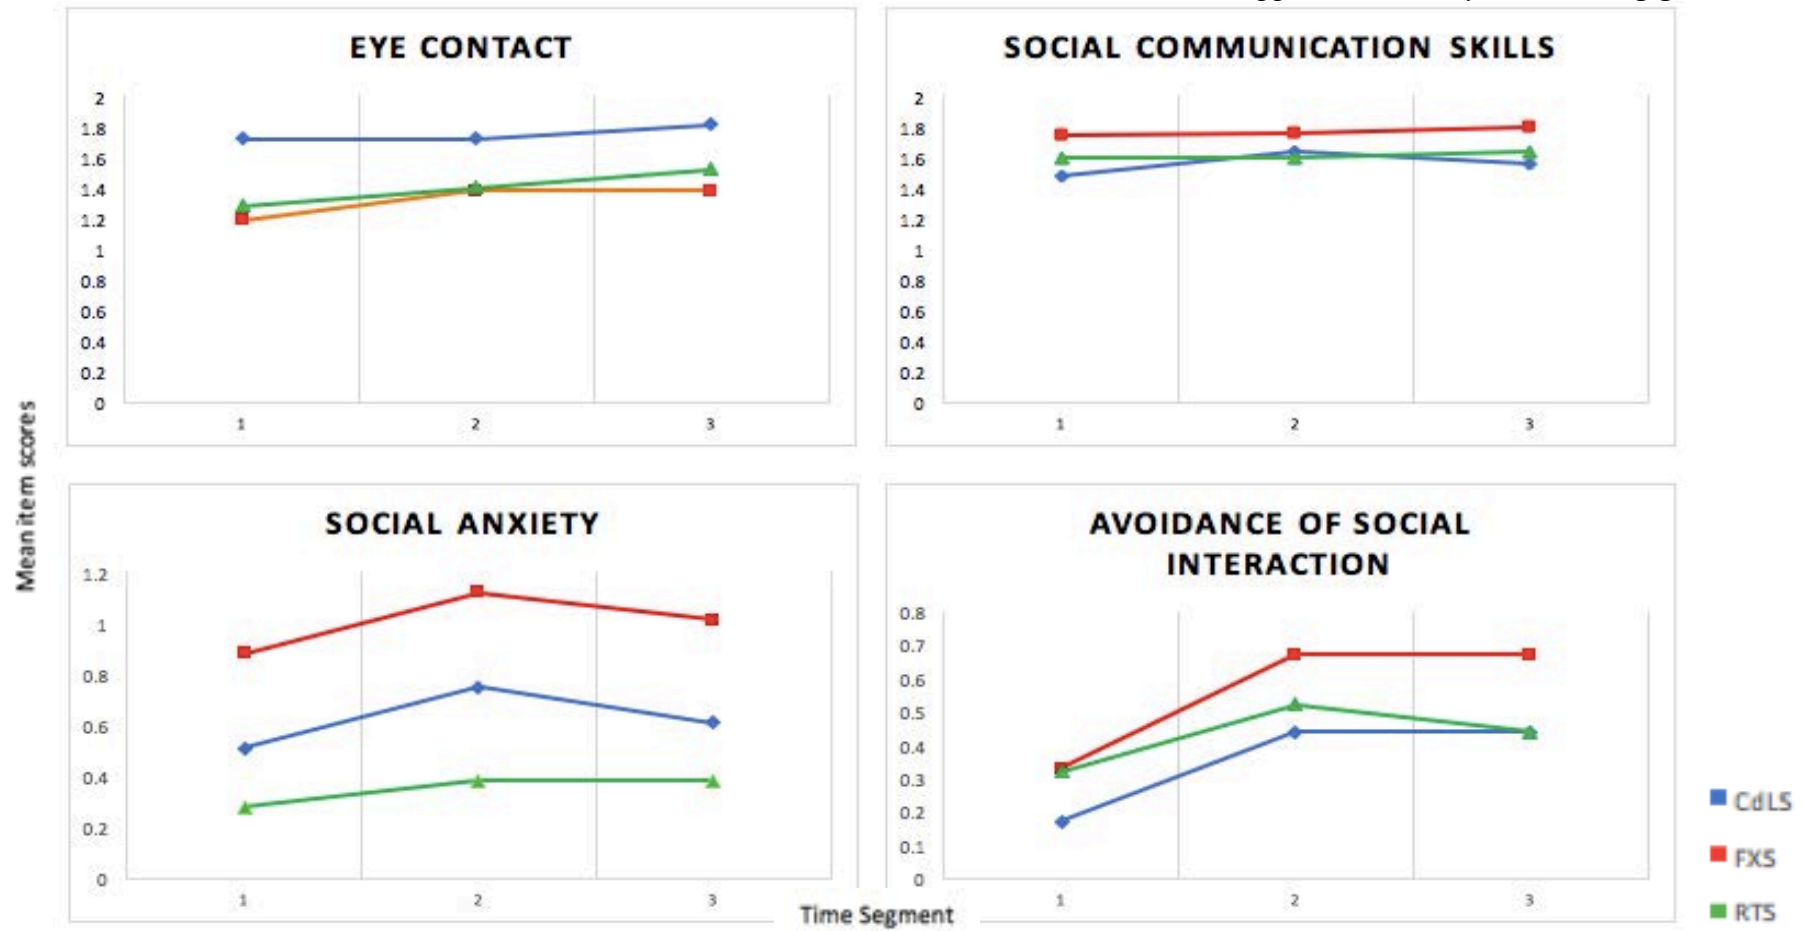 EYE CONTACT
2
1.8
1.6
1.4
1.2
1
0.8
0.6
0.4
0.2
0
1 2 3
SOCIAL COMMUNICATION SKILLS
2
1.8
1.6
1.4
1.2
1
0.8
0.6
0.4
0.2
0
1 2 3
Mean item scores
SOCIAL ANXIETY
1.2
1
0.8
0.6
0.4
0.2
0
1 2 3
AVOIDANCE OF SOCIAL
INTERACTION
0.8
0.7
0.6
0.5
0.4
0.3
0.2
0.1
0
1 2 3
Time Segment
CdLS
FXS
RTS